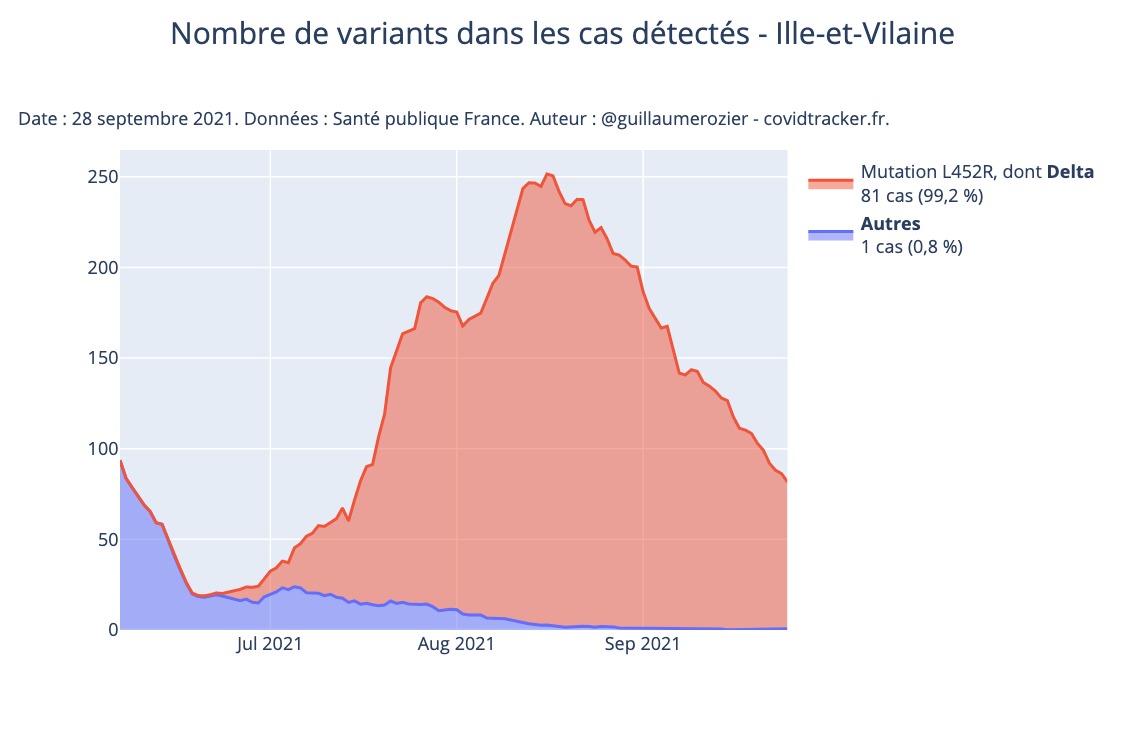 Nombre de variants dans les cas détectés - Ille-et-Vilaine
Date : 28 septembre 2021. Données : Santé publique France. Auteur : @guillaumerozier - covidtracker.fr.
Mutation L452R, dont Delta
81 cas (99,2 %)
Autres
1 cas (0,8 %)
250
200
150
100
50
0
Jul 2021
Aug 2021
Sep 2021